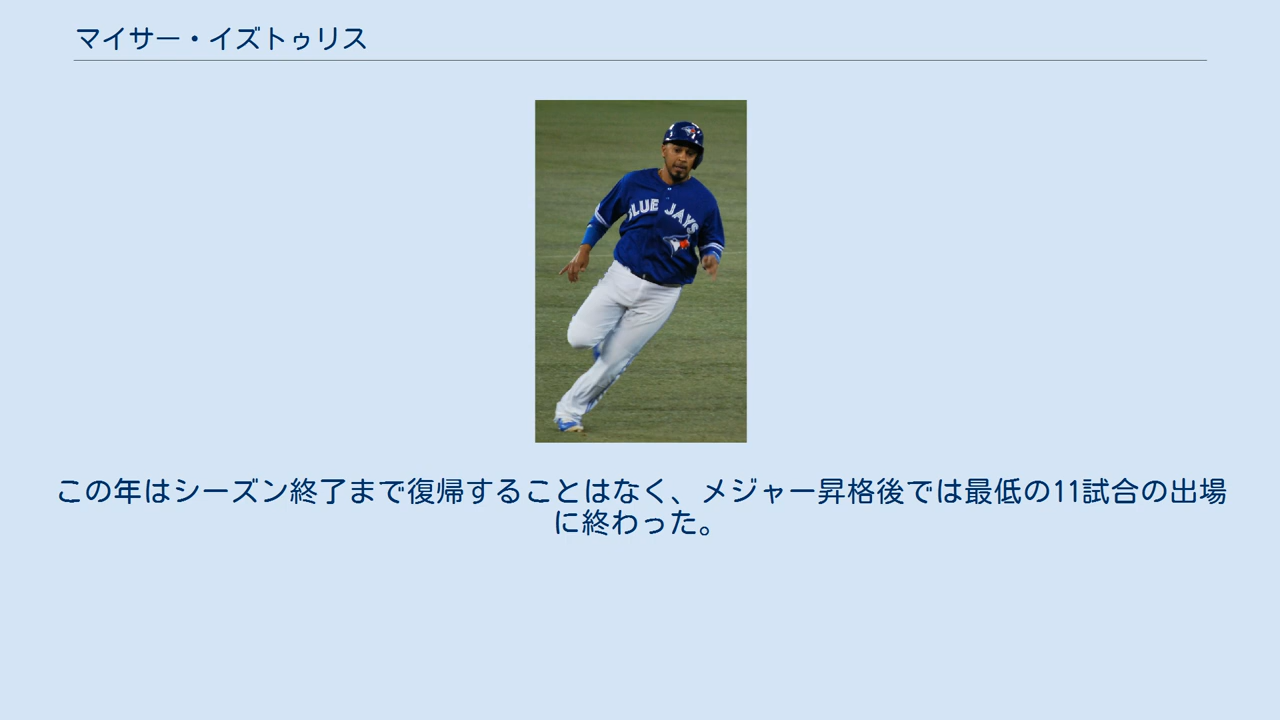 マイサー・イズトゥリス
BLUE JAYS
この年はシーズン終了まで復帰することはなく、メジャー昇格後では最低の11試合の出場
に終わった。